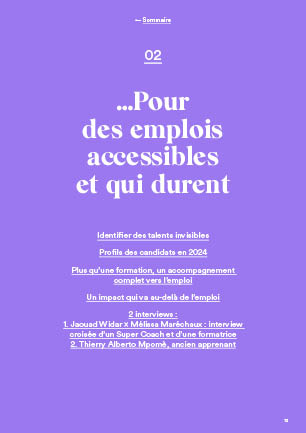 ← Sommaire
02
...Pour
des emplois
accessibles
et qui durent
Identifier des talents invisibles
Profils des candidats en 2024
Plus qu'une formation, un accompagnement
complet vers l'emploi
Un impact qui va au-delà de l'emploi
2 interviews :
1. Jaouad Widar x Mélissa Maréchaux : interview
croisée d'un Super Coach et d'une formatrice
2. Thierry Alberto Mpomè, ancien apprenant